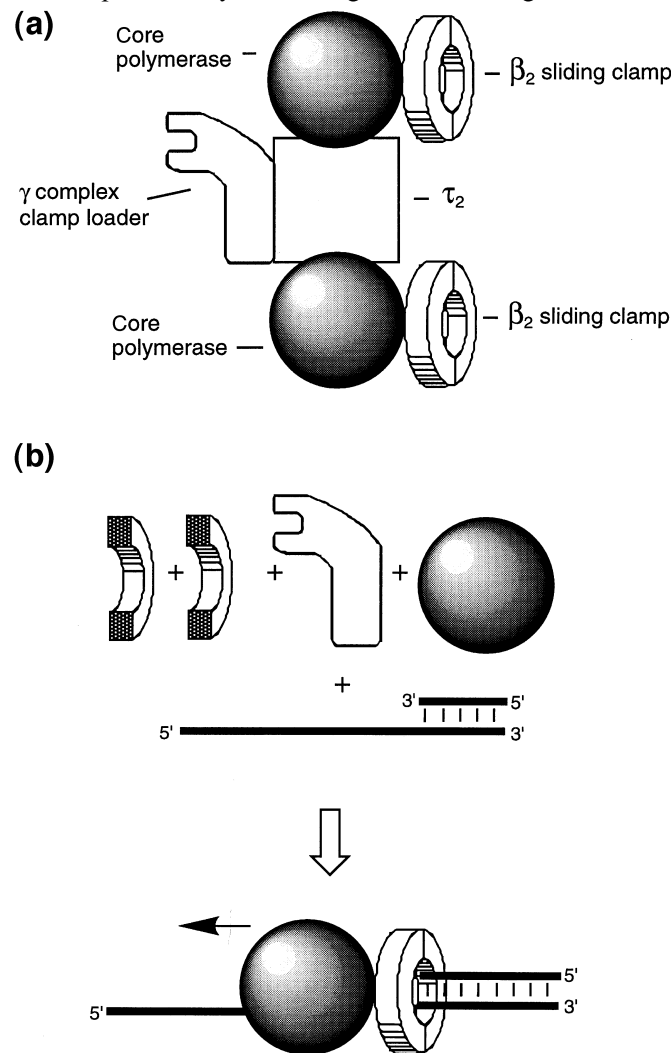 (a)
Core
polymerase
β₂ sliding clamp
γ complex
clamp loader
τ₂
Core
polymerase
β₂ sliding clamp
(b)
+
+
+
+
3'
5'
5'
3'
5'
3'
5'